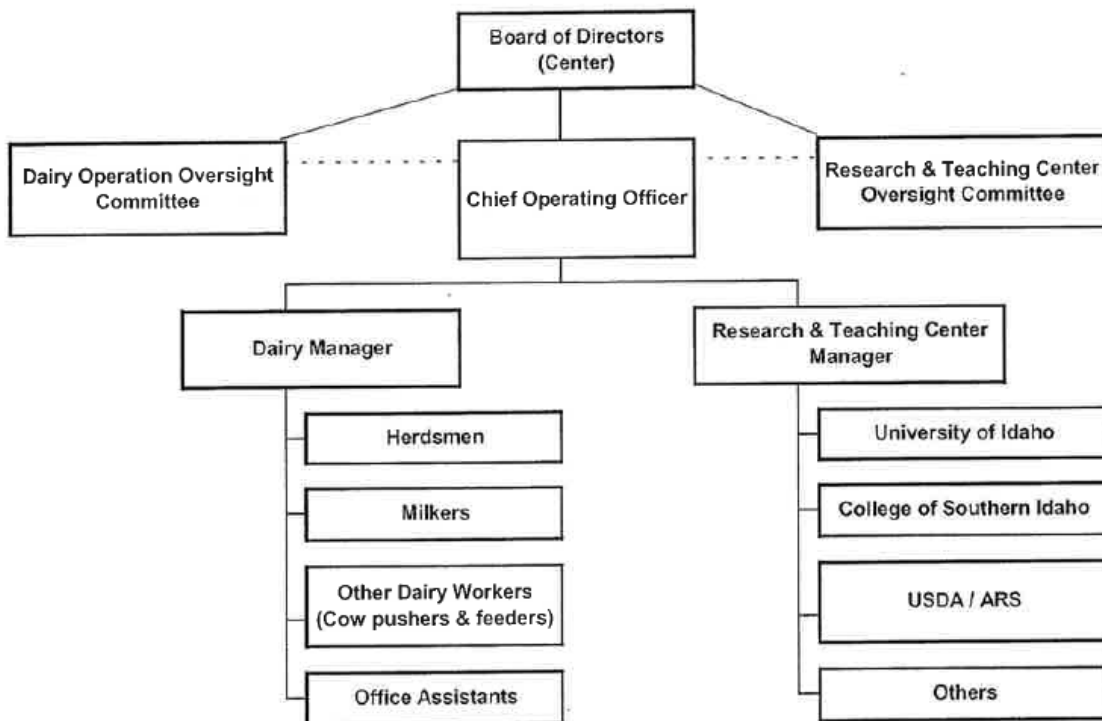 Board of Directors
(Center)
Dairy Operation Oversight
Committee
Chief Operating Officer
Research & Teaching Center
Oversight Committee
Dairy Manager
Research & Teaching Center
Manager
Herdsmen
Milkers
Other Dairy Workers
(Cow pushers & feeders)
Office Assistants
University of Idaho
College of Southern Idaho
USDA / ARS
Others